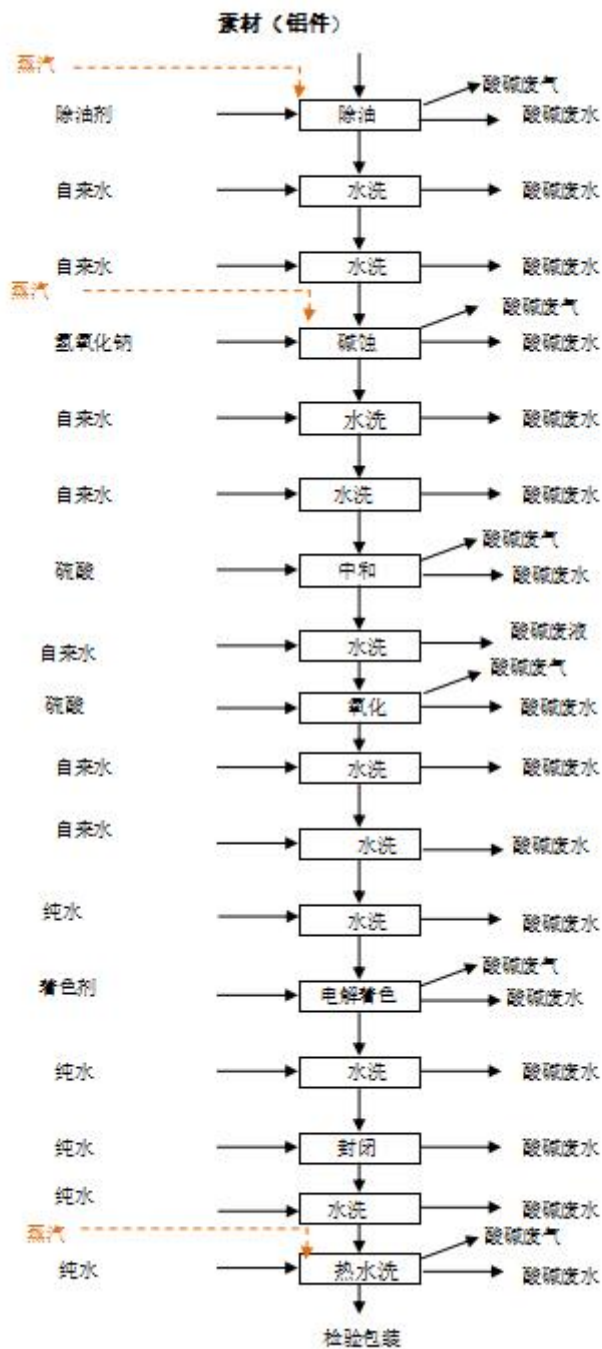 素材（铝件）
蒸汽
酸碱废气
除油剂 除油 酸碱废水
自来水 水洗 酸碱废水
自来水 水洗 酸碱废水
蒸汽
酸碱废气
氢氧化钠 碱蚀 酸碱废水
自来水 水洗 酸碱废水
自来水 水洗 酸碱废水
酸碱废气
硫酸 中和 酸碱废水
自来水 水洗 酸碱废液
酸碱废气
硫酸 氧化 酸碱废水
自来水 水洗 酸碱废水
自来水 水洗 酸碱废水
纯水 水洗 酸碱废水
酸碱废气
着色剂 电解着色 酸碱废水
纯水 水洗 酸碱废水
纯水 封闭 酸碱废水
纯水 水洗 酸碱废水
蒸汽
酸碱废气
纯水 热水洗 酸碱废水
检验包装